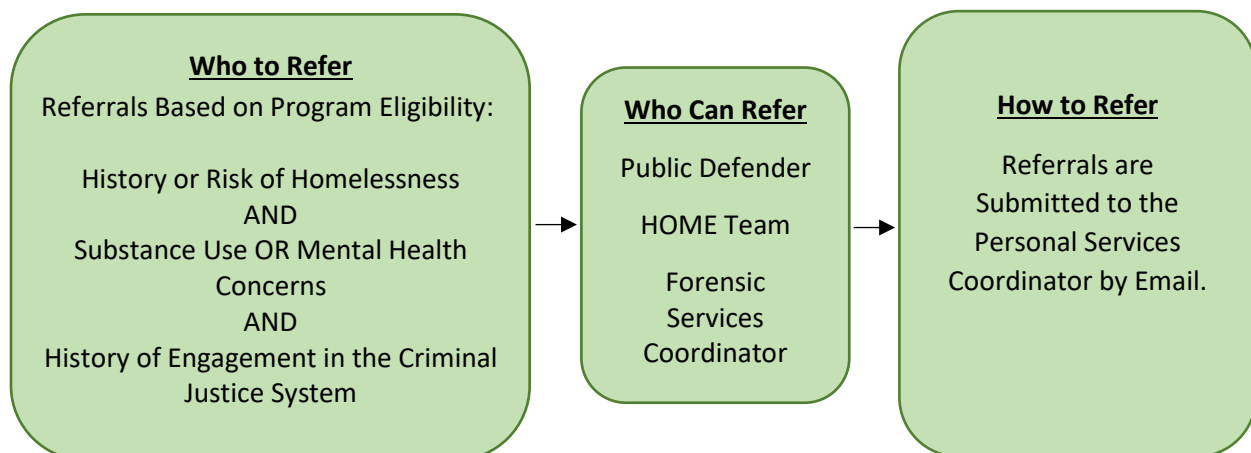 Who to Refer
Referrals Based on Program Eligibility:
History or Risk of Homelessness
AND
Substance Use OR Mental Health
Concerns
AND
History of Engagement in the Criminal
Justice System
Who Can Refer
Public Defender
HOME Team
Forensic
Services
Coordinator
How to Refer
Referrals are
Submitted to the
Personal Services
Coordinator by Email.